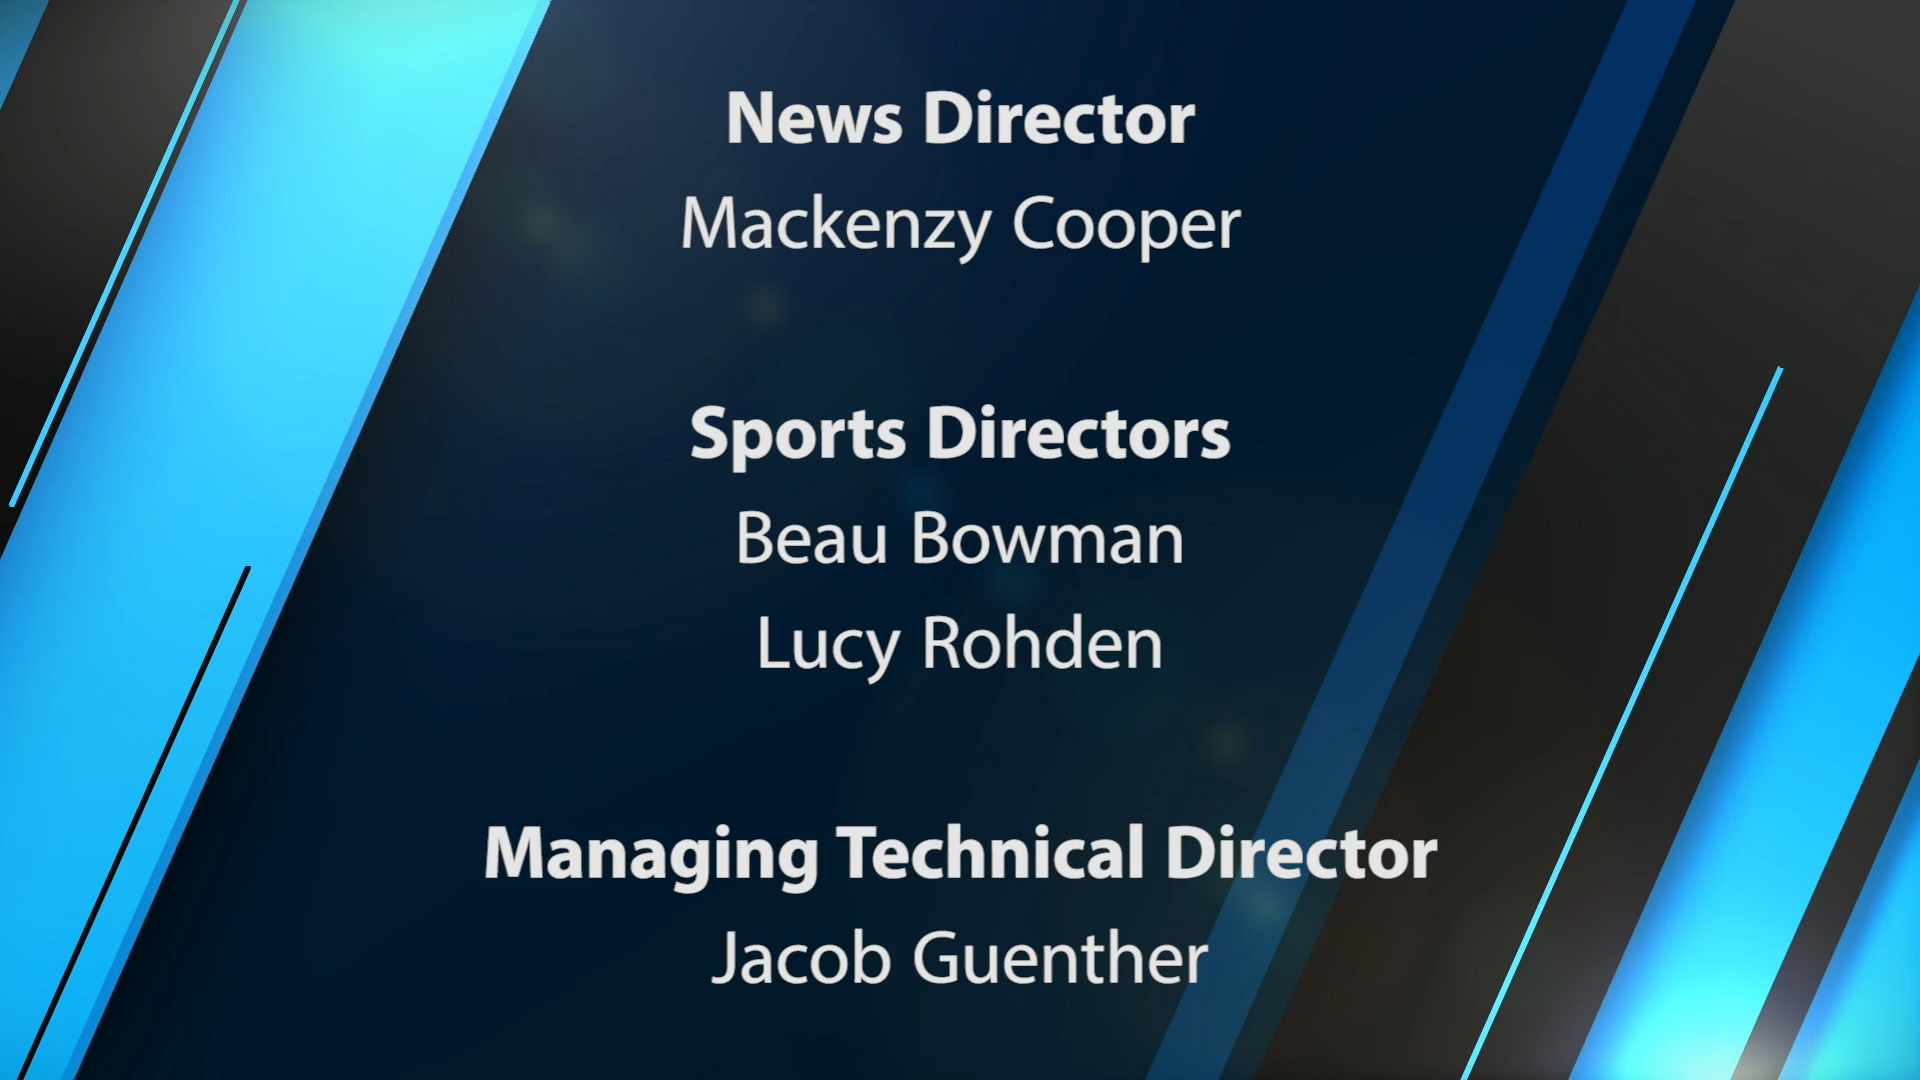 News Director
Mackenzy Cooper
Sports Directors
Beau Bowman
Lucy Rohden
Managing Technical Director
Jacob Guenther